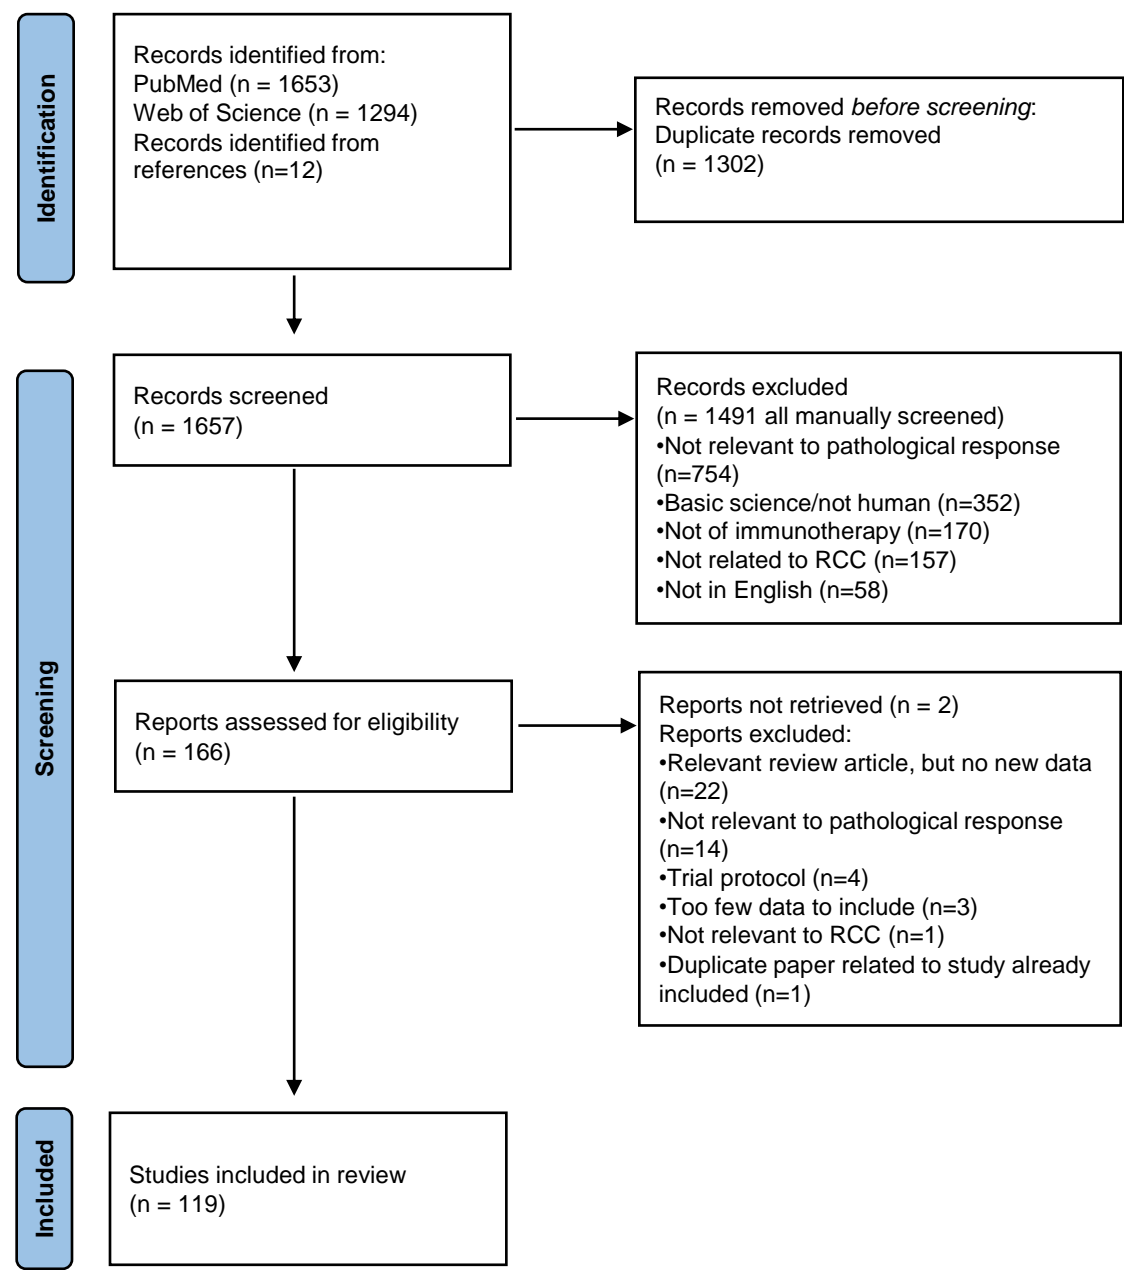 Identification
Records identified from:
PubMed (n = 1653)
Web of Science (n = 1294)
Records identified from
references (n=12)
Records removed before screening:
Duplicate records removed
(n = 1302)
Screening
Records screened
(n = 1657)
Records excluded
(n = 1491 all manually screened)
•Not relevant to pathological response
(n=754)
•Basic science/not human (n=352)
•Not of immunotherapy (n=170)
•Not related to RCC (n=157)
•Not in English (n=58)
Reports assessed for eligibility
(n = 166)
Reports not retrieved (n = 2)
Reports excluded:
•Relevant review article, but no new data
(n=22)
•Not relevant to pathological response
(n=14)
•Trial protocol (n=4)
•Too few data to include (n=3)
•Not relevant to RCC (n=1)
•Duplicate paper related to study already
included (n=1)
Included
Studies included in review
(n = 119)